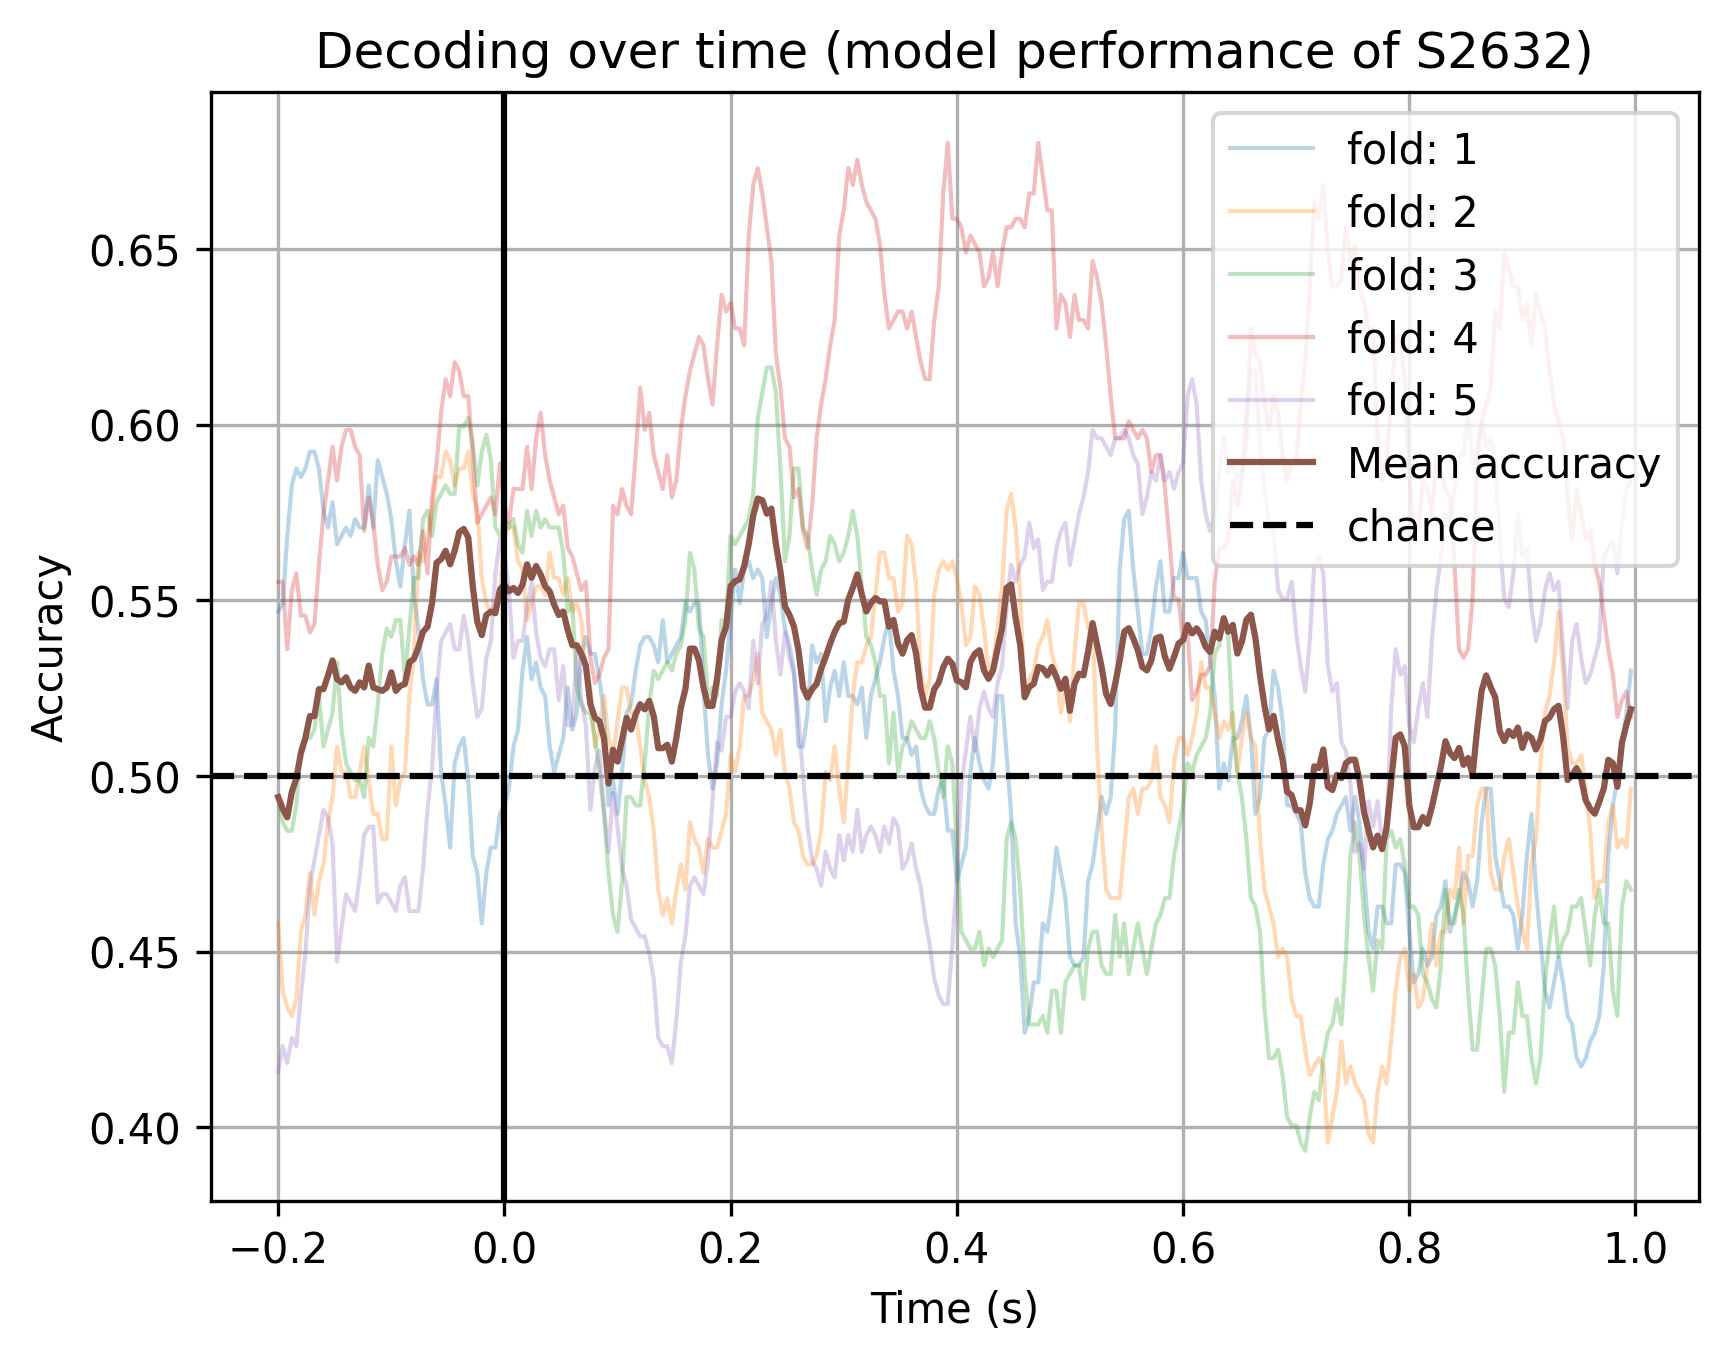 Decoding over time (model performance of S2632)
fold: 1
fold: 2
fold: 3
fold: 4
fold: 5
Mean accuracy
chance
Accuracy
0.65
0.60
0.55
0.50
0.45
0.40
−0.2 0.0 0.2 0.4 0.6 0.8 1.0
Time (s)